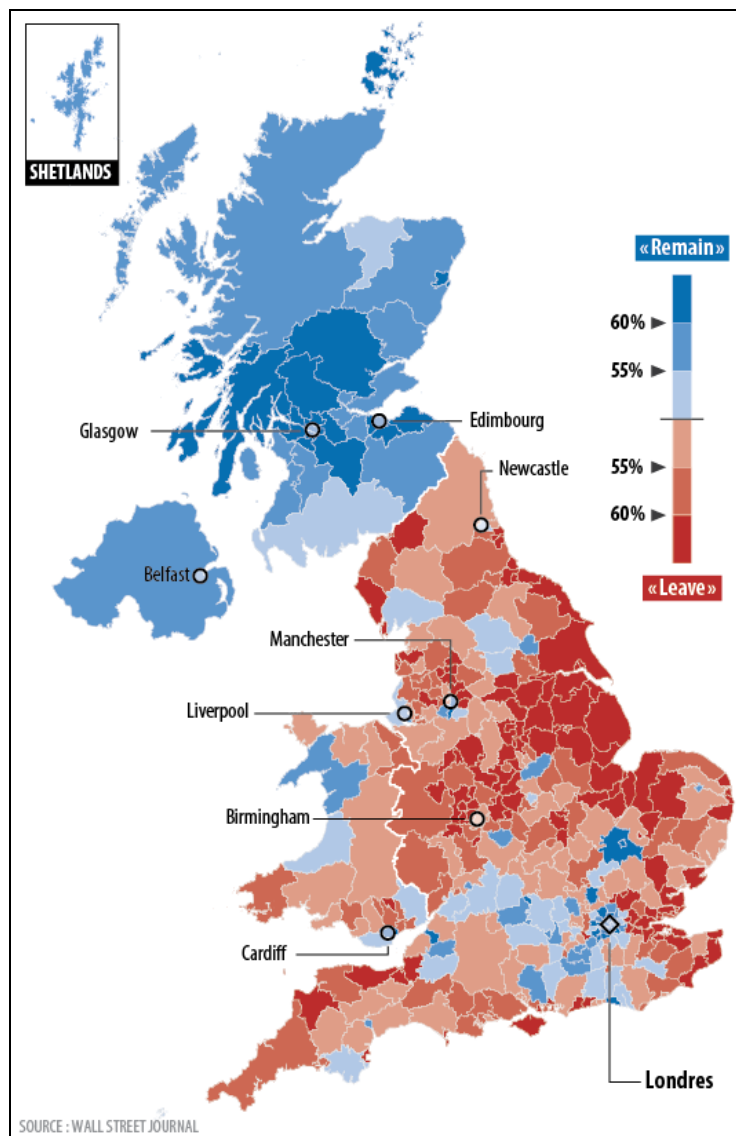 SHETLANDS
« Remain »
60%
55%
55%
60%
« Leave »
Glasgow
Edimbourg
Newcastle
Belfast
Manchester
Liverpool
Birmingham
Cardiff
Londres
SOURCE : WALL STREET JOURNAL